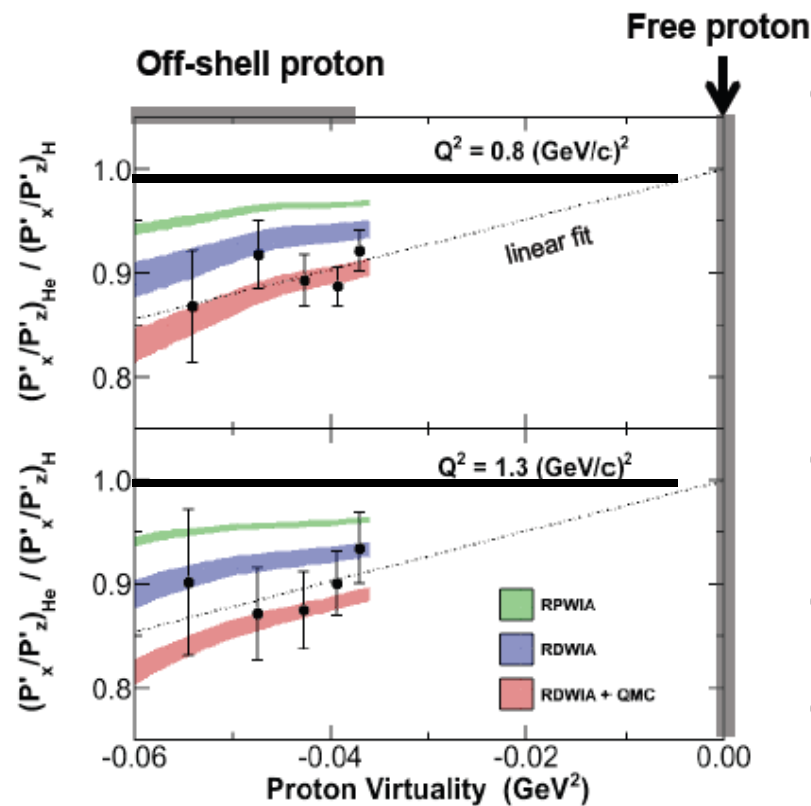 Free proton
Off-shell proton
Q² = 0.8 (GeV/c)²
1.0
linear fit
0.9
0.8
(P'x/P'z)He / (P'x/P'z)H
Q² = 1.3 (GeV/c)²
1.0
0.9
0.8
(P'x/P'z)He / (P'x/P'z)H
RPWIA
RDWIA
RDWIA + QMC
-0.06 -0.04 -0.02 0.00
Proton Virtuality (GeV²)